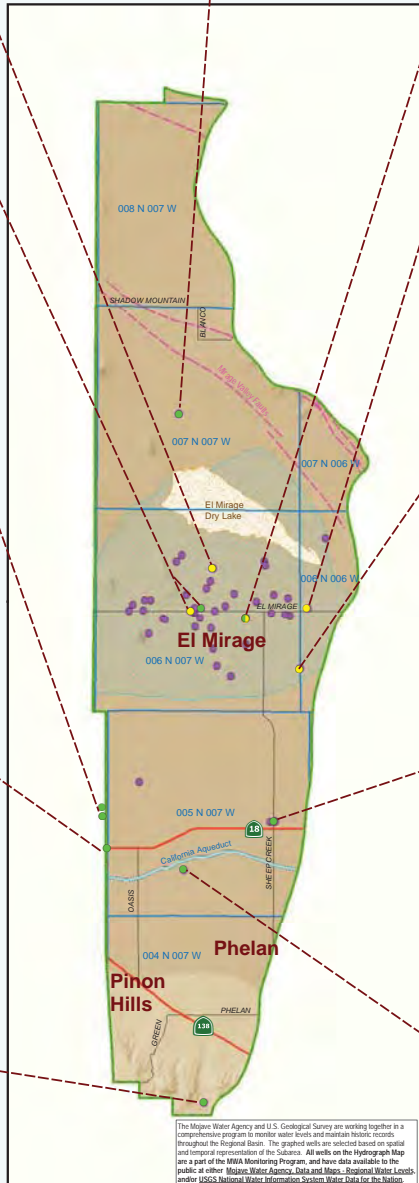 008 N 007 W
SHADOW MOUNTAIN
BLANCO
Mirage Valley Faults
007 N 007 W
007 N 006 W
El Mirage
Dry Lake
006 N 006 W
EL MIRAGE
El Mirage
006 N 007 W
005 N 007 W
18
California Aqueduct
SHEEP CREEK
OASIS
004 N 007 W
Phelan
Pinon
Hills
PHELAN
138
GREEN
The Mojave Water Agency and U.S. Geological Survey are working together in a
comprehensive program to monitor water levels and maintain historic records
throughout the Regional Basin. The graphed wells are selected based on spatial
and temporal representation of the Subarea. All wells on the Hydrograph Map
are a part of the MWA Monitoring Program, and have data available to the
public at either Mojave Water Agency, Data and Maps - Regional Water Levels,
and/or USGS National Water Information System Water Data for the Nation.